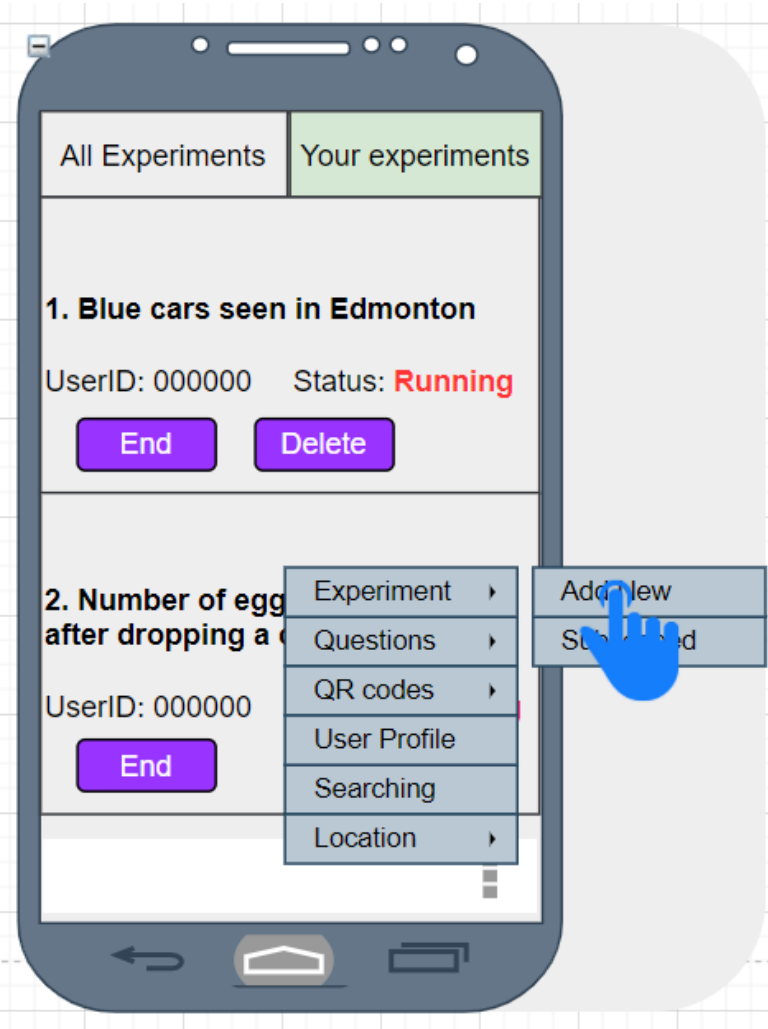 All Experiments Your experiments
1. Blue cars seen in Edmonton
UserID: 000000 Status: Running
End Delete
2. Number of egg
after dropping a
UserID: 000000
End
Experiment
Questions
QR codes
User Profile
Searching
Location
Add New